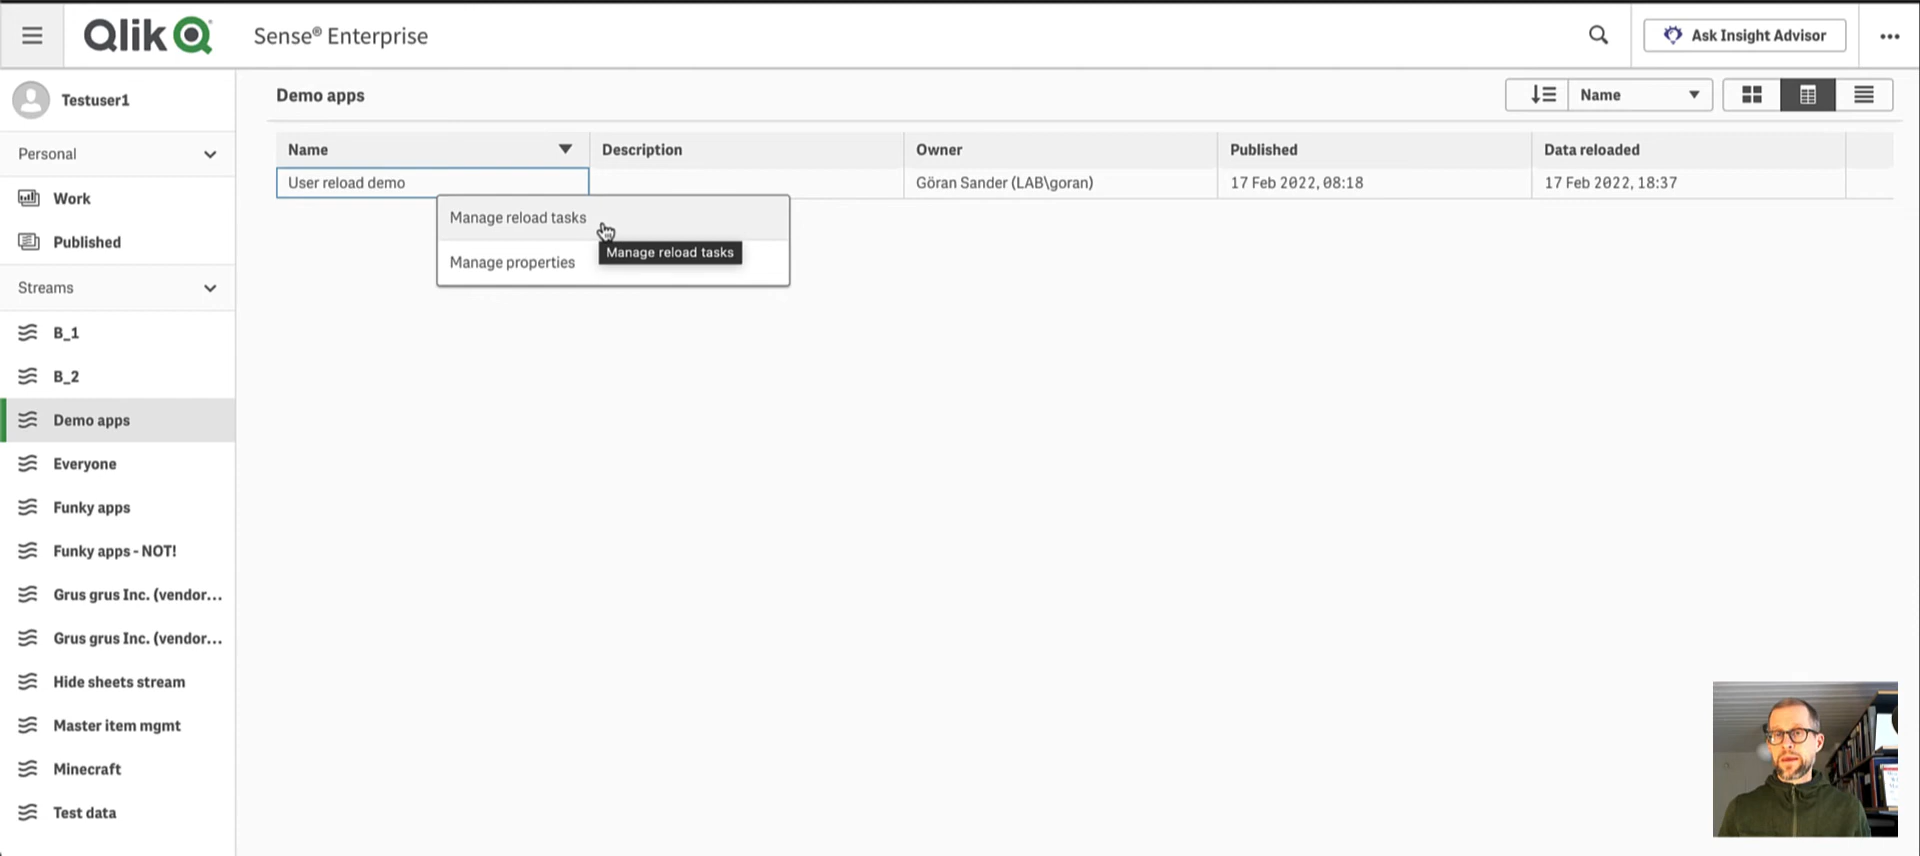 Qlik
Sense® Enterprise
Ask Insight Advisor
Testuser1
Demo apps
Name
Personal
Name
Description
Owner
Published
Data reloaded
User reload demo
Göran Sander (LAB\goran)
17 Feb 2022, 08:18
17 Feb 2022, 18:37
Manage reload tasks
Manage reload tasks
Manage properties
Work
Published
Streams
B_1
B_2
Demo apps
Everyone
Funky apps
Funky apps - NOT!
Grus grus Inc. (vendor...
Grus grus Inc. (vendor...
Hide sheets stream
Master item mgmt
Minecraft
Test data